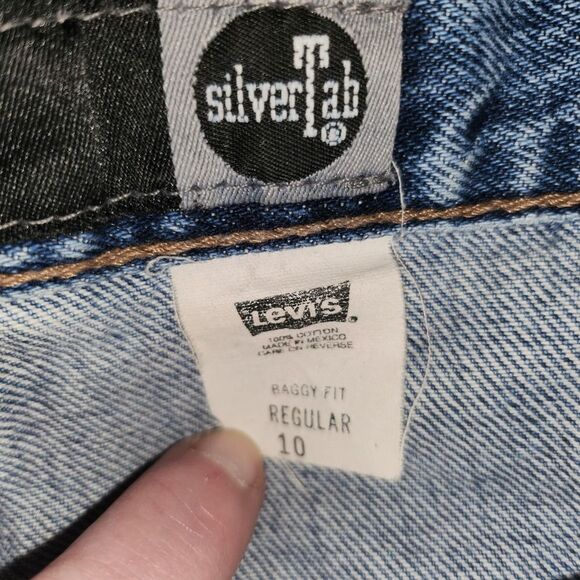 silverTab
®
LEVI'S
100% COTTON
MADE IN MEXICO
CARE ON REVERSE
BAGGY FIT
REGULAR
10